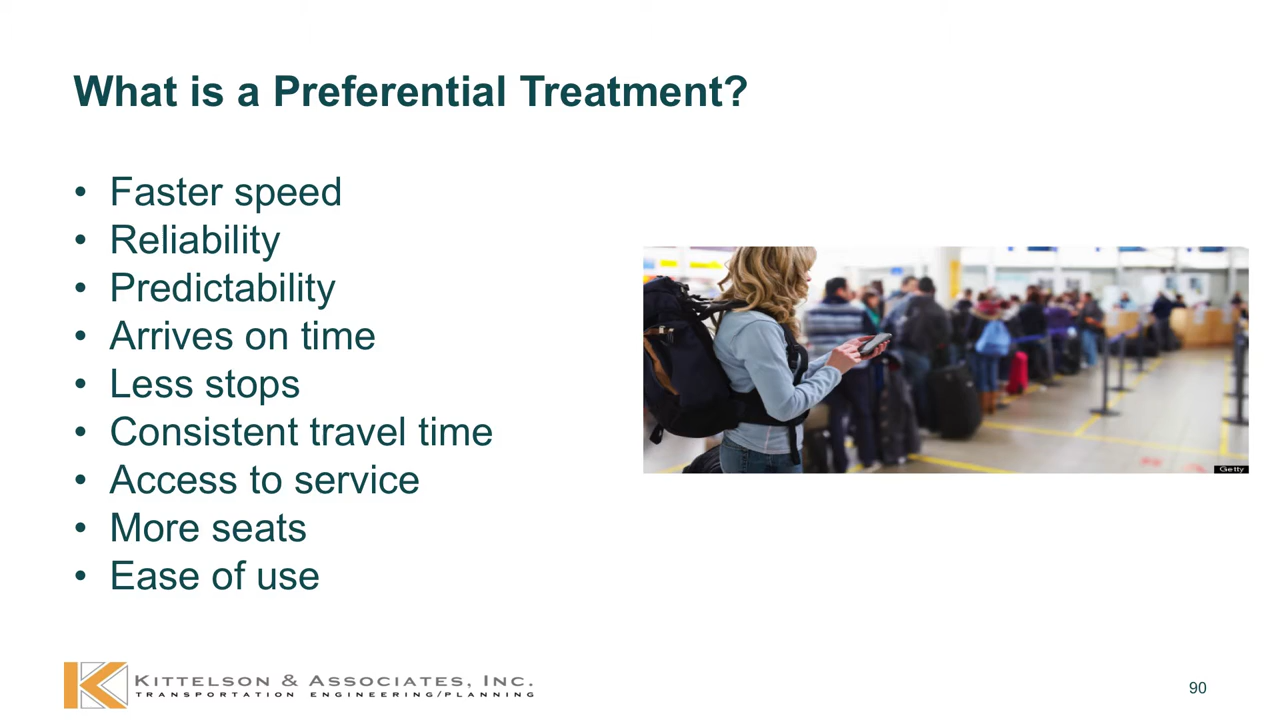 What is a Preferential Treatment?
• Faster speed
• Reliability
• Predictability
• Arrives on time
• Less stops
• Consistent travel time
• Access to service
• More seats
• Ease of use
Getty
KITTELSON & ASSOCIATES, INC.
TRANSPORTATION ENGINEERING/PLANNING
90